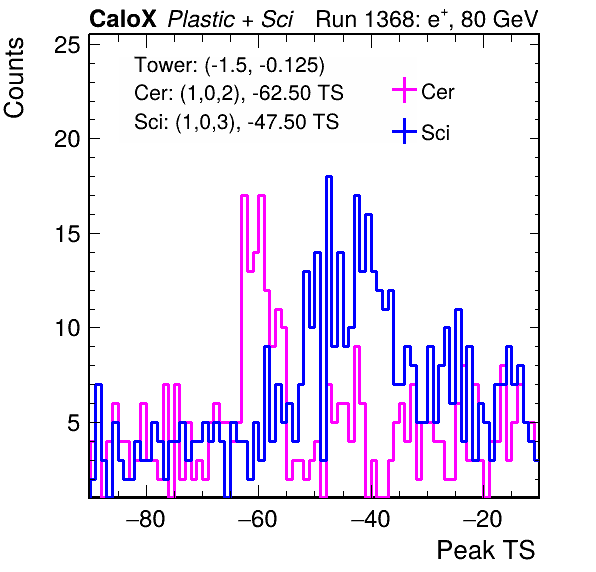 CaloX Plastic + Sci Run 1368: e+, 80 GeV
Counts
25
20
15
10
5
Tower: (-1.5, -0.125)
Cer: (1,0,2), -62.50 TS
Sci: (1,0,3), -47.50 TS
Cer
Sci
−80 −60 −40 −20
Peak TS